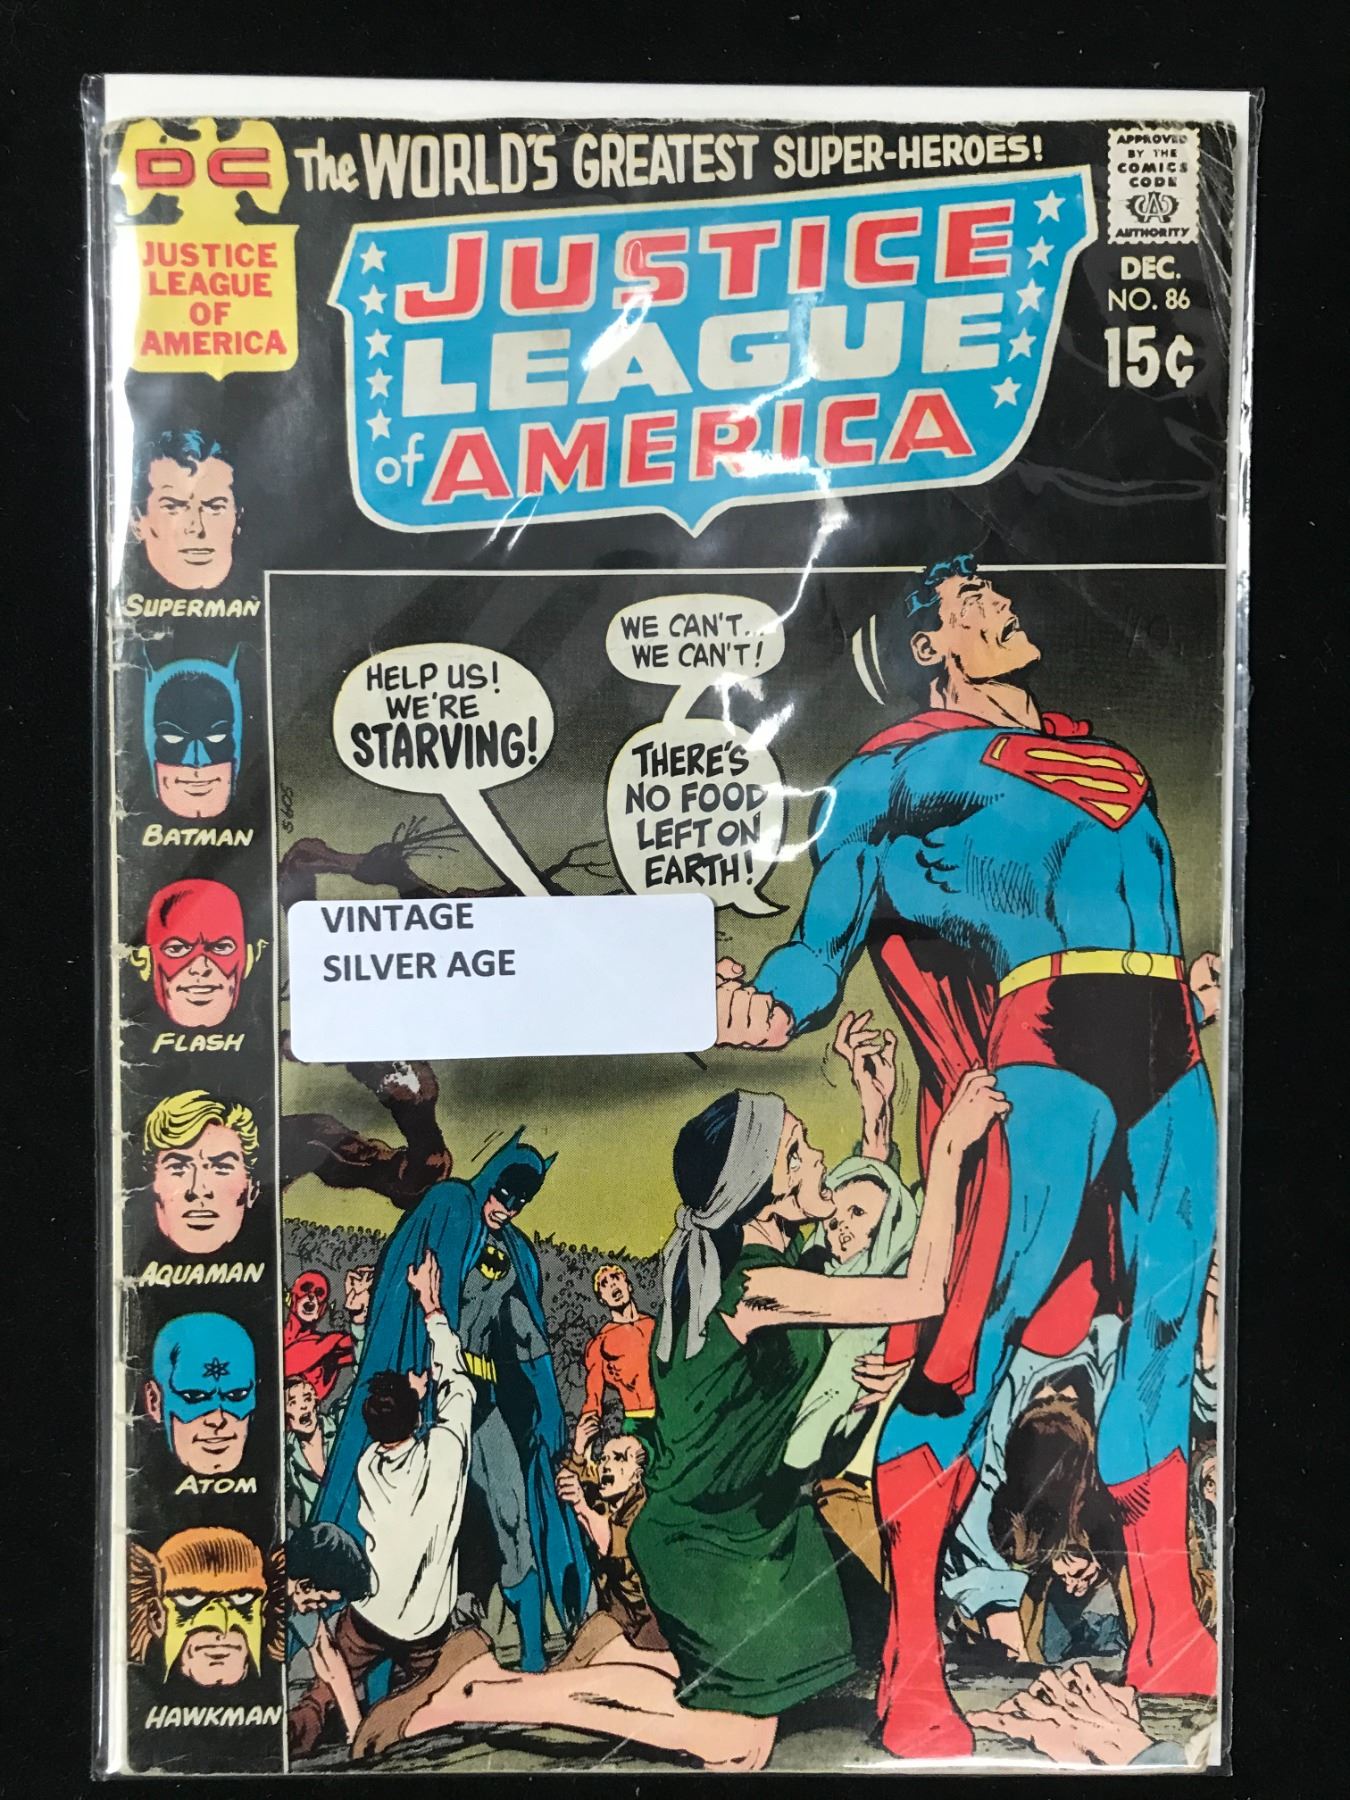 DC
JUSTICE
LEAGUE
OF
AMERICA
The WORLD'S GREATEST SUPER-HEROES!
JUSTICE
LEAGUE
of AMERICA
APPROVED
BY THE
COMICS
CODE
AUTHORITY
DEC.
NO. 86
15¢
SUPERMAN
BATMAN
FLASH
AQUAMAN
ATOM
HAWKMAN
HELP US!
WE'RE
STARVING!
WE CAN'T...
WE CAN'T!
THERE'S
NO FOOD
LEFT ON
EARTH!
VINTAGE
SILVER AGE